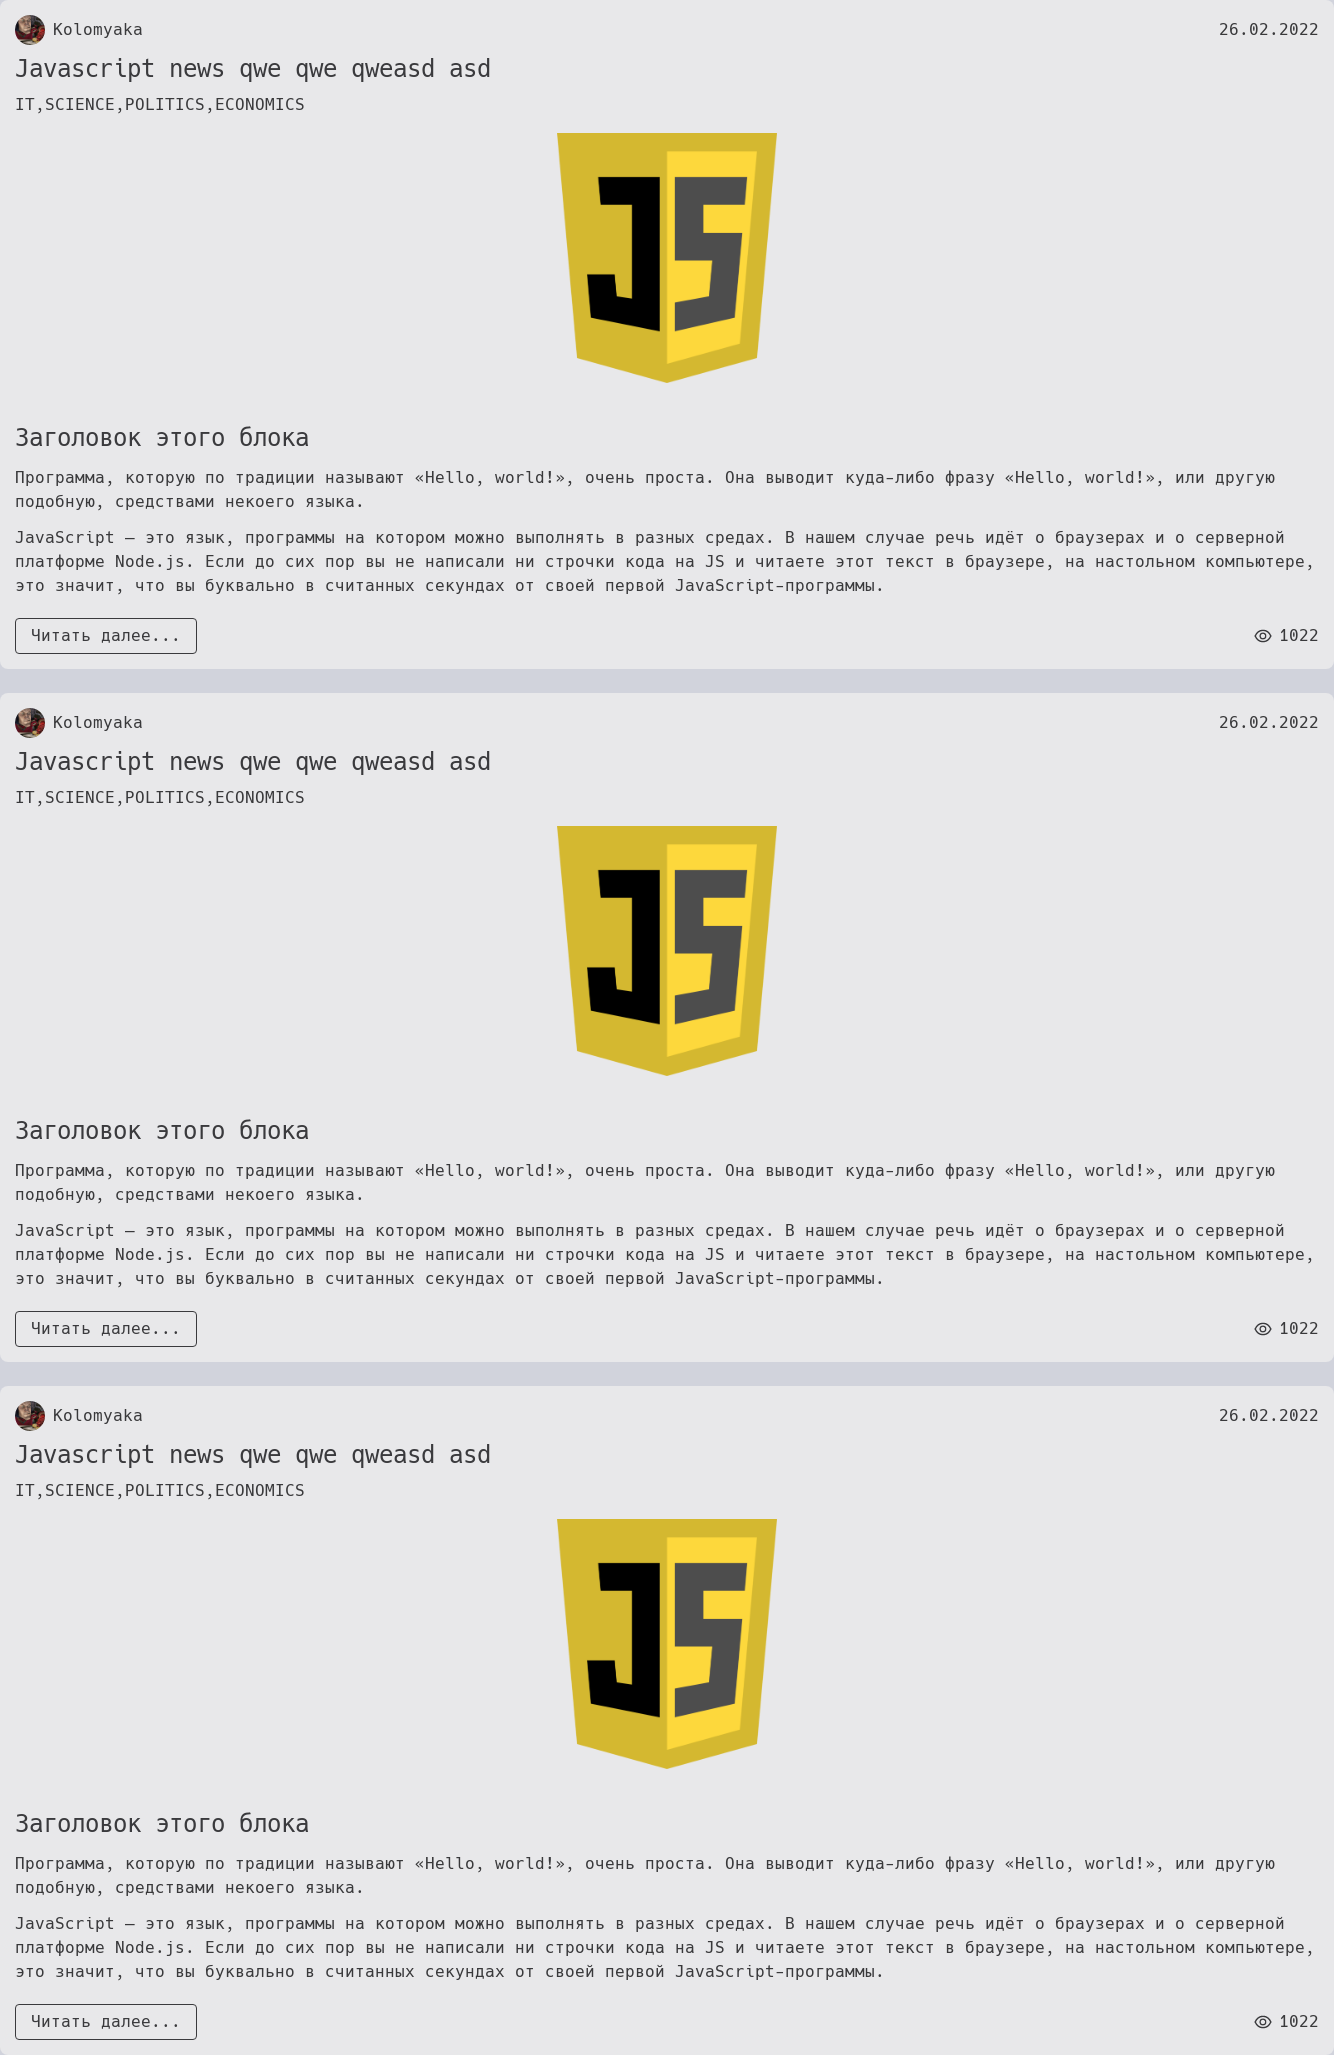 Kolomyaka
26.02.2022
Javascript news qwe qwe qweasd asd
IT,SCIENCE,POLITICS,ECONOMICS
JS
Заголовок этого блока
Программа, которую по традиции называют «Hello, world!», очень проста. Она выводит куда-либо фразу «Hello, world!», или другую
подобную, средствами некоего языка.
JavaScript — это язык, программы на котором можно выполнять в разных средах. В нашем случае речь идёт о браузерах и о серверной
платформе Node.js. Если до сих пор вы не написали ни строчки кода на JS и читаете этот текст в браузере, на настольном компьютере,
это значит, что вы буквально в считанных секундах от своей первой JavaScript-программы.
Читать далее...
1022
Kolomyaka
26.02.2022
Javascript news qwe qwe qweasd asd
IT,SCIENCE,POLITICS,ECONOMICS
JS
Заголовок этого блока
Программа, которую по традиции называют «Hello, world!», очень проста. Она выводит куда-либо фразу «Hello, world!», или другую
подобную, средствами некоего языка.
JavaScript — это язык, программы на котором можно выполнять в разных средах. В нашем случае речь идёт о браузерах и о серверной
платформе Node.js. Если до сих пор вы не написали ни строчки кода на JS и читаете этот текст в браузере, на настольном компьютере,
это значит, что вы буквально в считанных секундах от своей первой JavaScript-программы.
Читать далее...
1022
Kolomyaka
26.02.2022
Javascript news qwe qwe qweasd asd
IT,SCIENCE,POLITICS,ECONOMICS
JS
Заголовок этого блока
Программа, которую по традиции называют «Hello, world!», очень проста. Она выводит куда-либо фразу «Hello, world!», или другую
подобную, средствами некоего языка.
JavaScript — это язык, программы на котором можно выполнять в разных средах. В нашем случае речь идёт о браузерах и о серверной
платформе Node.js. Если до сих пор вы не написали ни строчки кода на JS и читаете этот текст в браузере, на настольном компьютере,
это значит, что вы буквально в считанных секундах от своей первой JavaScript-программы.
Читать далее...
1022